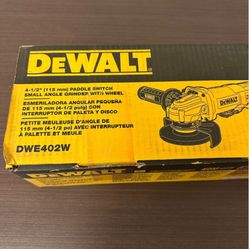 DEWALT
4-1/2" (115 mm) PADDLE SWITCH
SMALL ANGLE GRINDER WITH WHEEL
ESMERILADORA ANGULAR PEQUEÑA
DE 115 mm (4-1/2 pulg) CON
INTERRUPTOR DE PALETA Y DISCO
PETITE MEULEUSE D'ANGLE DE
115 mm (4-1/2 po) AVEC INTERRUPTEUR
À PALETTE ET MEULE
DWE402W
DEWALT